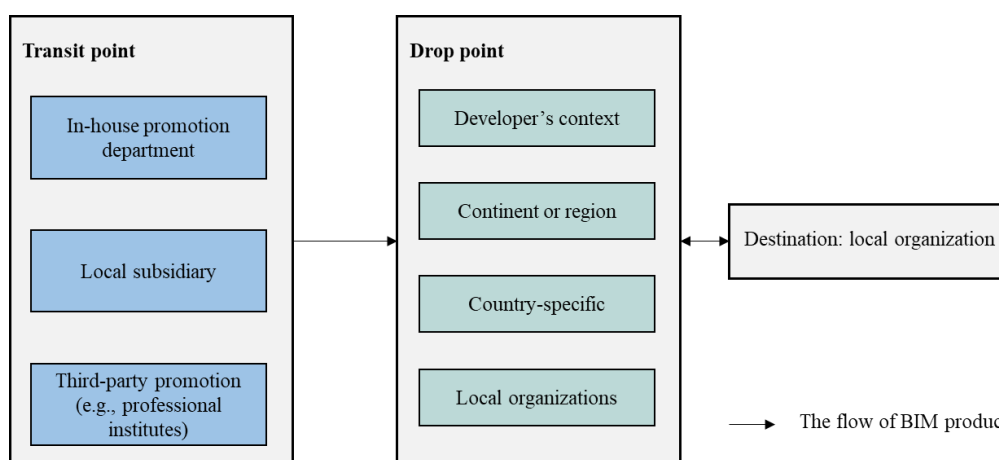 Transit point
In-house promotion
department
Local subsidiary
Third-party promotion
(e.g., professional
institutes)
Drop point
Developer’s context
Continent or region
Country-specific
Local organizations
Destination: local organization
The flow of BIM produc